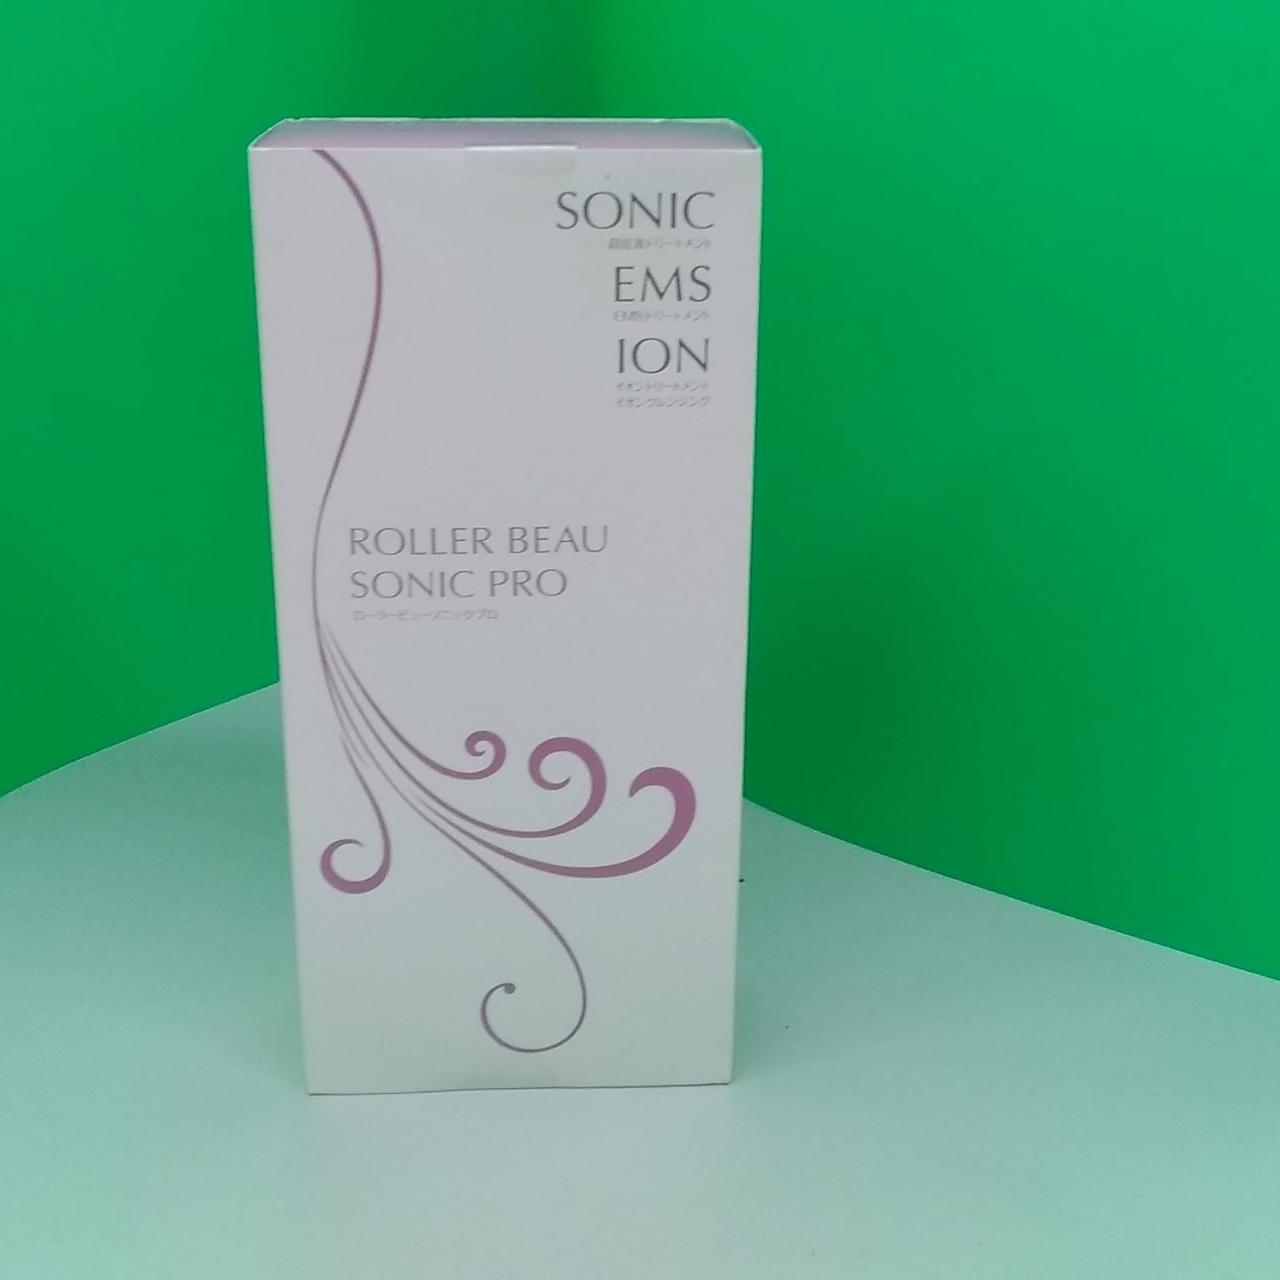 SONIC
超音波トリートメント
EMS
EMSトリートメント
ION
イオントリートメント
イオンクレンジング
ROLLER BEAU
SONIC PRO
ローラービューソニックプロ